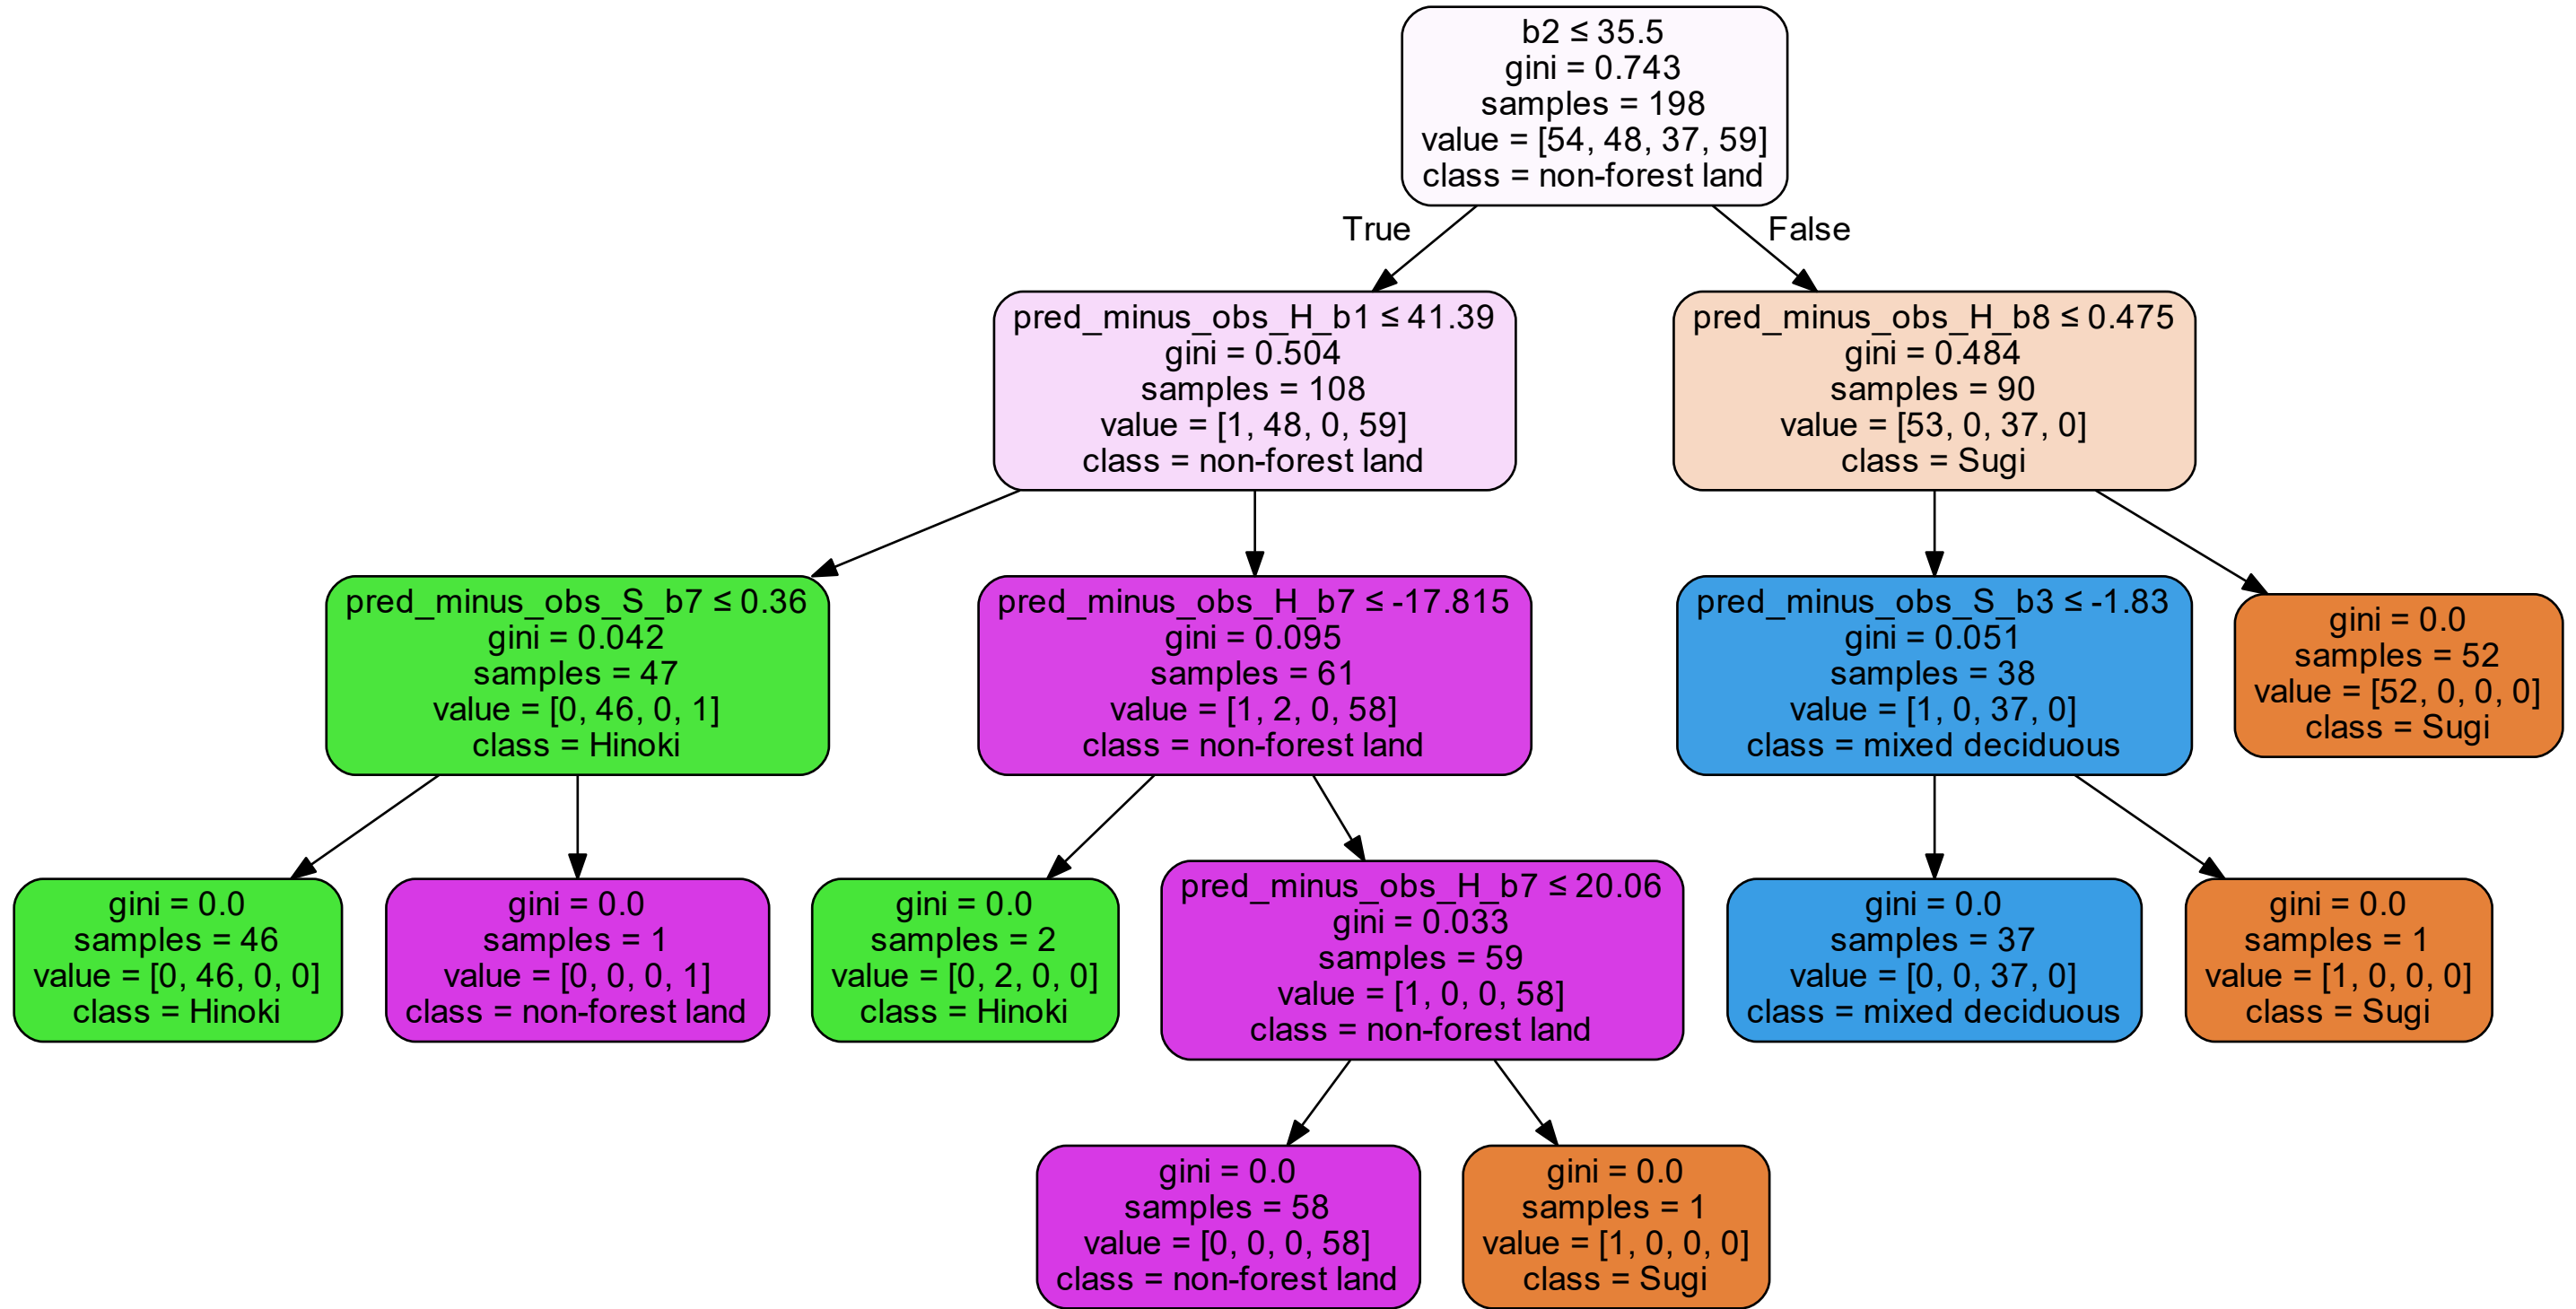 b2 ≤ 35.5
gini = 0.743
samples = 198
value = [54, 48, 37, 59]
class = non-forest land
True
False
pred_minus_obs_H_b1 ≤ 41.39
gini = 0.504
samples = 108
value = [1, 48, 0, 59]
class = non-forest land
pred_minus_obs_H_b8 ≤ 0.475
gini = 0.484
samples = 90
value = [53, 0, 37, 0]
class = Sugi
pred_minus_obs_S_b7 ≤ 0.36
gini = 0.042
samples = 47
value = [0, 46, 0, 1]
class = Hinoki
pred_minus_obs_H_b7 ≤ -17.815
gini = 0.095
samples = 61
value = [1, 2, 0, 58]
class = non-forest land
pred_minus_obs_S_b3 ≤ -1.83
gini = 0.051
samples = 38
value = [1, 0, 37, 0]
class = mixed deciduous
gini = 0.0
samples = 52
value = [52, 0, 0, 0]
class = Sugi
gini = 0.0
samples = 46
value = [0, 46, 0, 0]
class = Hinoki
gini = 0.0
samples = 1
value = [0, 0, 0, 1]
class = non-forest land
gini = 0.0
samples = 2
value = [0, 2, 0, 0]
class = Hinoki
pred_minus_obs_H_b7 ≤ 20.06
gini = 0.033
samples = 59
value = [1, 0, 0, 58]
class = non-forest land
gini = 0.0
samples = 37
value = [0, 0, 37, 0]
class = mixed deciduous
gini = 0.0
samples = 1
value = [1, 0, 0, 0]
class = Sugi
gini = 0.0
samples = 58
value = [0, 0, 0, 58]
class = non-forest land
gini = 0.0
samples = 1
value = [1, 0, 0, 0]
class = Sugi